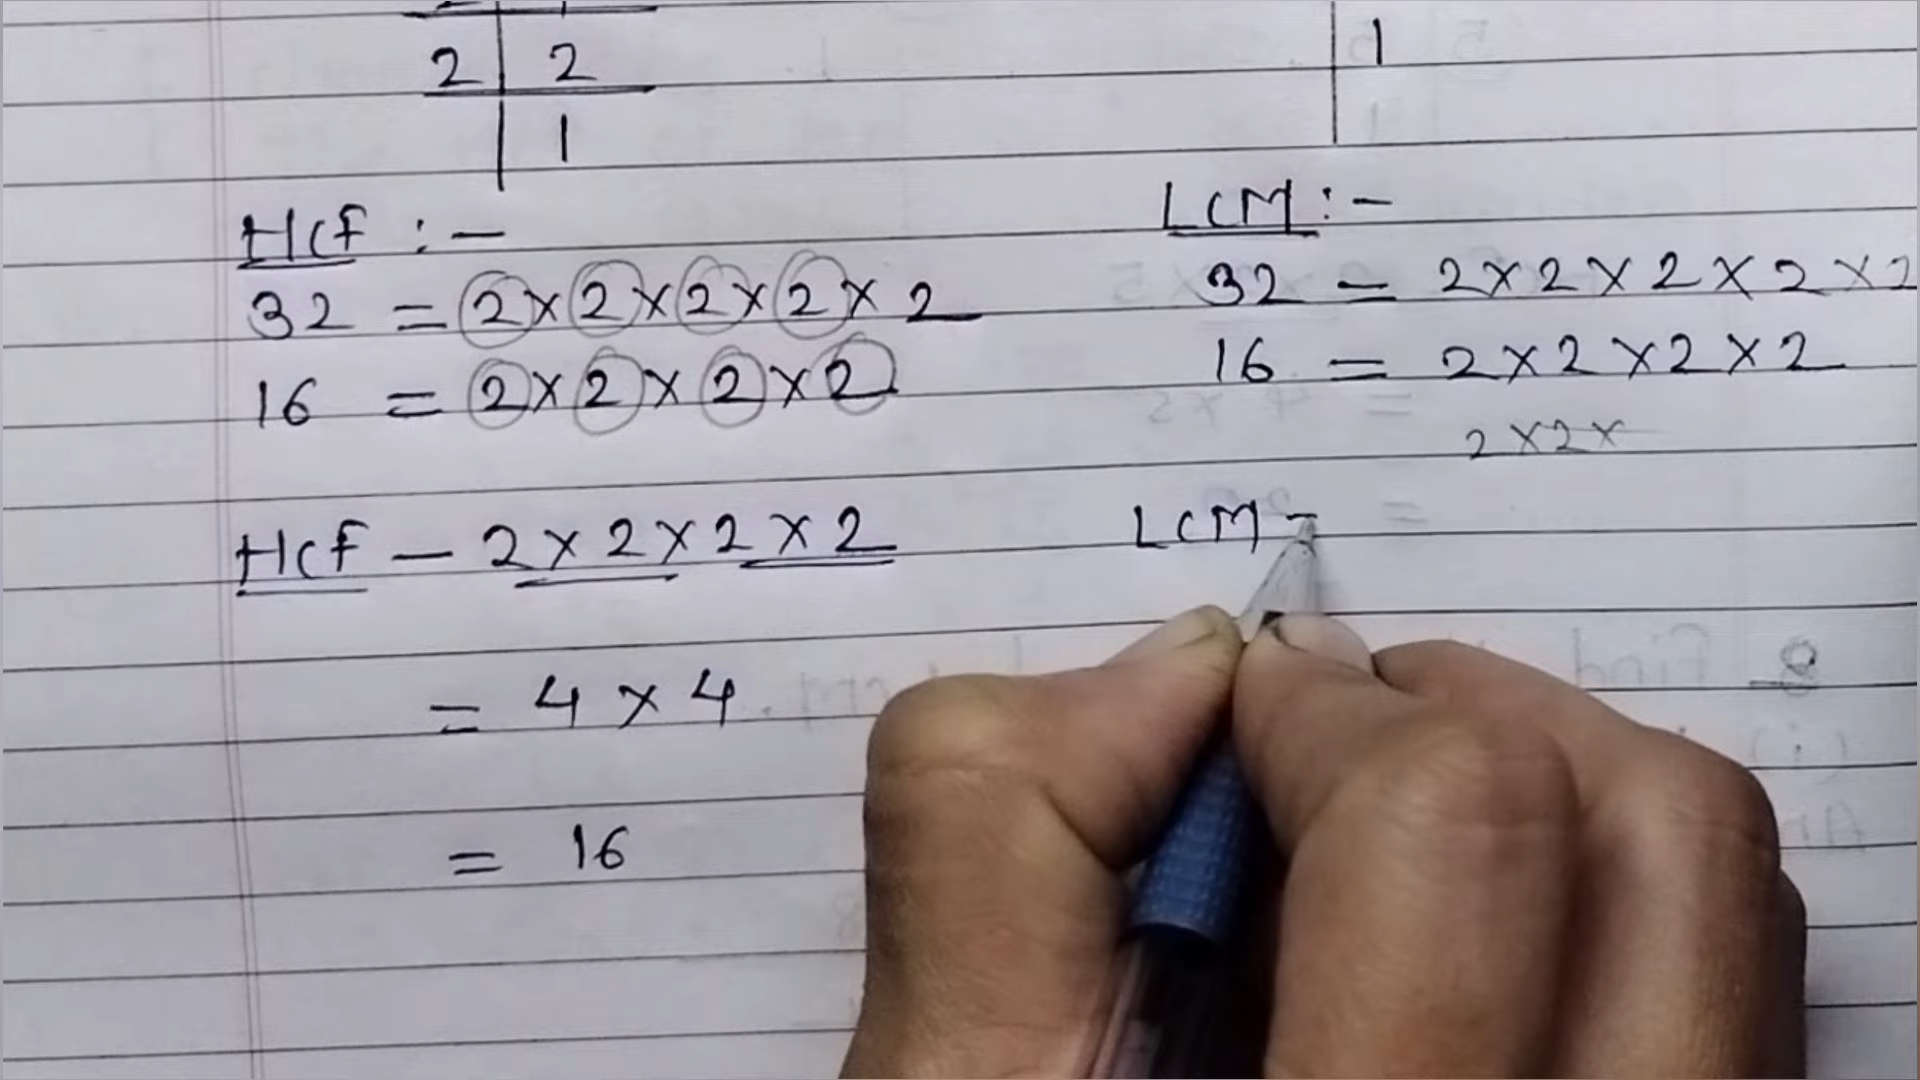 2 | 2
1
1
HCF :-
32 = 2×2×2×2×2
16 = 2×2×2×2
HCF - 2×2×2×2
= 4×4
= 16
LCM :-
32 = 2×2×2×2×2
16 = 2×2×2×2
2×2×
LCM -